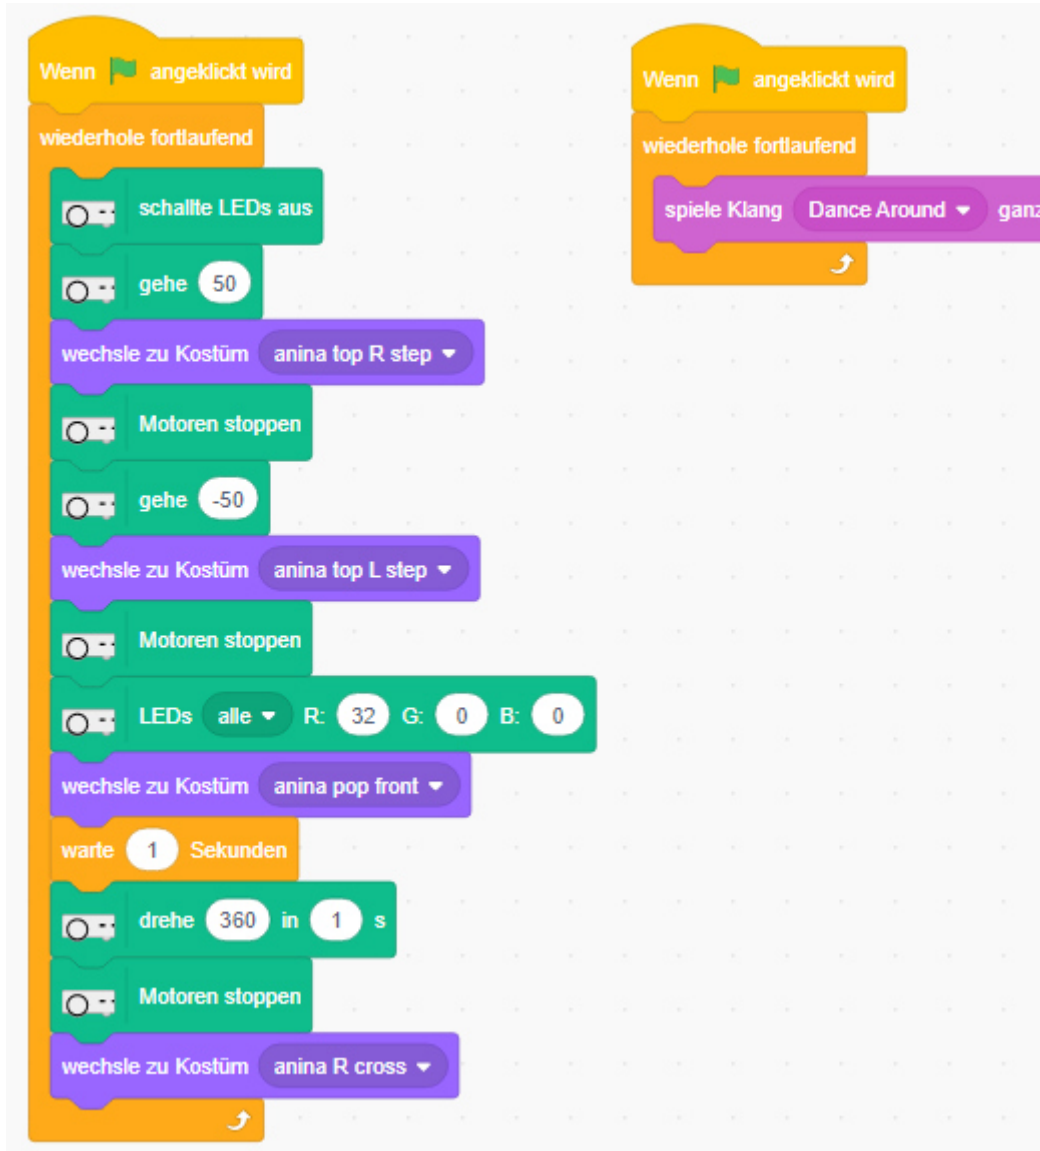 Wenn angeklickt wird
wiederhole fortlaufend
schallte LEDs aus
gehe 50
wechsle zu Kostüm anina top R step
Motoren stoppen
gehe -50
wechsle zu Kostüm anina top L step
Motoren stoppen
LEDs alle R: 32 G: 0 B: 0
wechsle zu Kostüm anina pop front
warte 1 Sekunden
drehe 360 in 1 s
Motoren stoppen
wechsle zu Kostüm anina R cross
Wenn angeklickt wird
wiederhole fortlaufend
spiele Klang Dance Around ganz